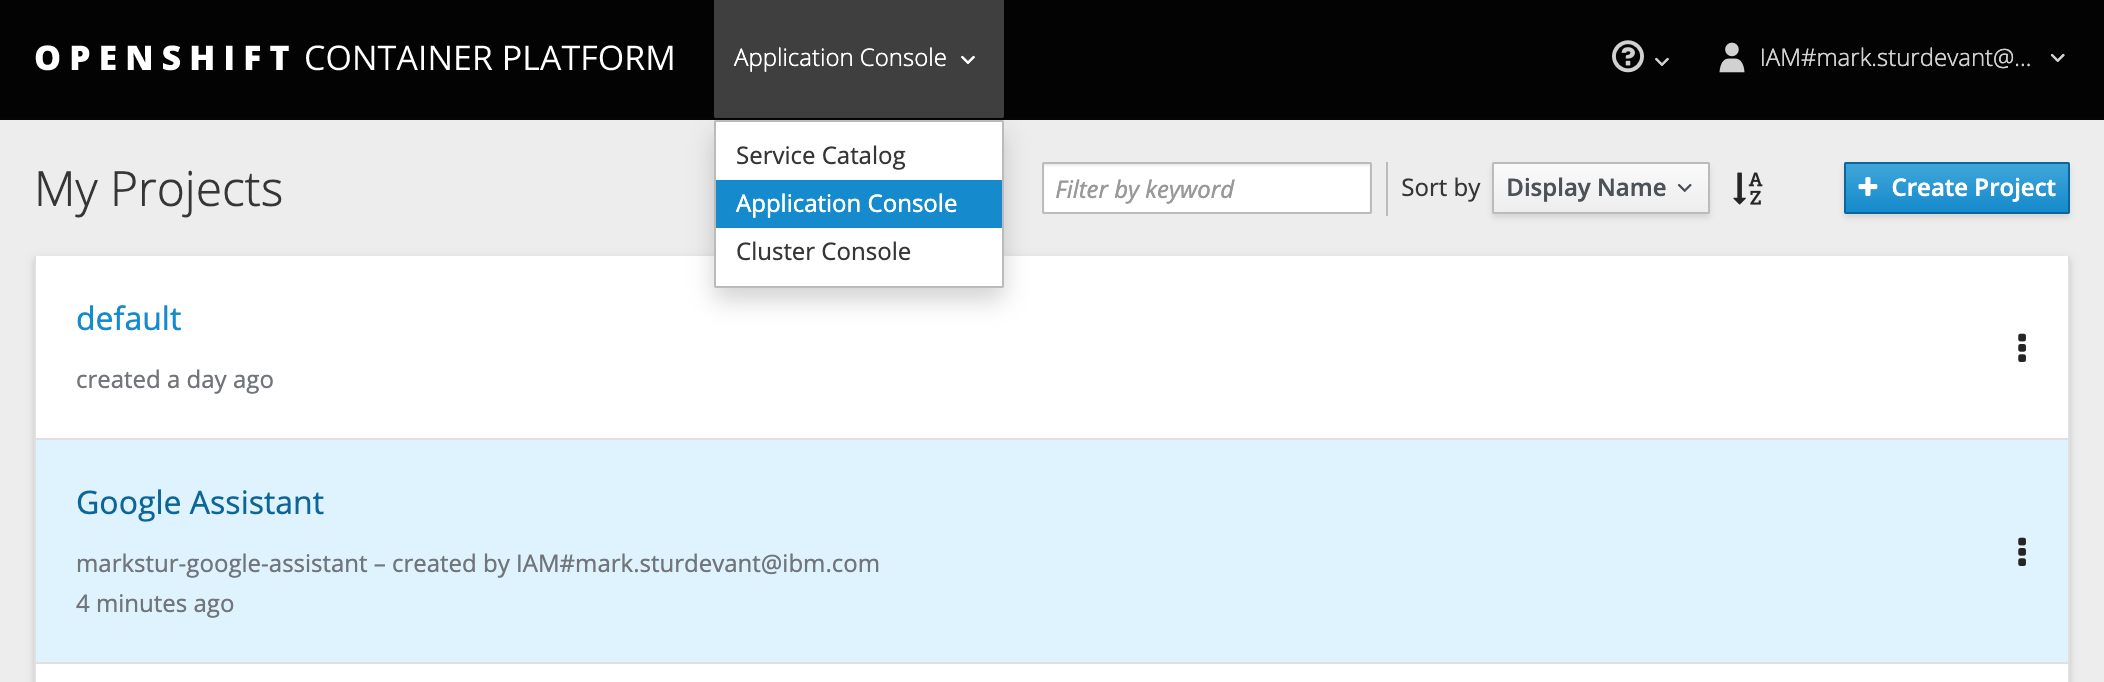 OPENSHIFT CONTAINER PLATFORM
Application Console
IAM#mark.sturdevant@...
Service Catalog
Application Console
Cluster Console
My Projects
Filter by keyword
Sort by
Display Name
A
Z
Create Project
default
created a day ago
Google Assistant
markstur-google-assistant – created by IAM#mark.sturdevant@ibm.com
4 minutes ago